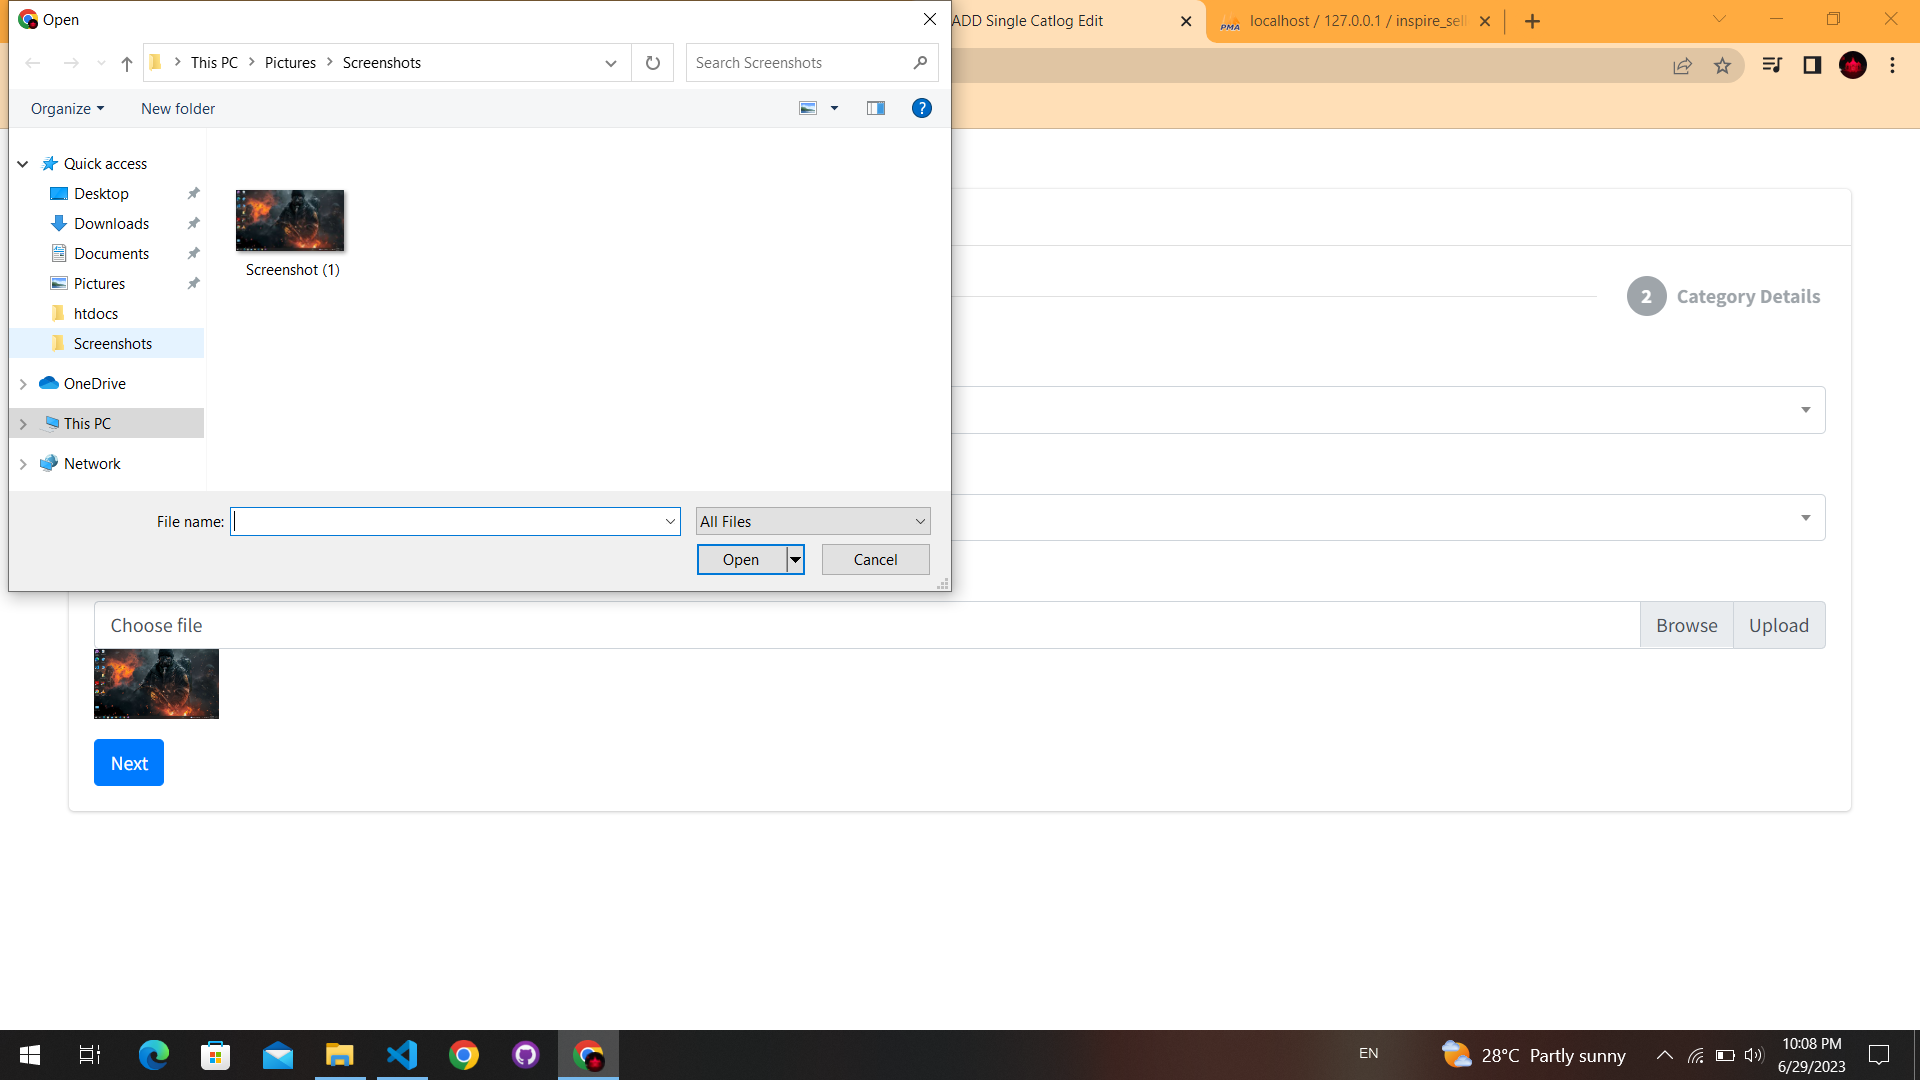 Open
ADD Single Catlog Edit
PMA
localhost / 127.0.0.1 / inspire_sell
This PC
Pictures
Screenshots
Search Screenshots
Organize
New folder
?
Quick access
Desktop
Downloads
Documents
Pictures
htdocs
Screenshots
OneDrive
This PC
Network
Screenshot (1)
File name:
All Files
Open
Cancel
2
Category Details
Choose file
Browse
Upload
Next
EN
28°C Partly sunny
10:08 PM
6/29/2023